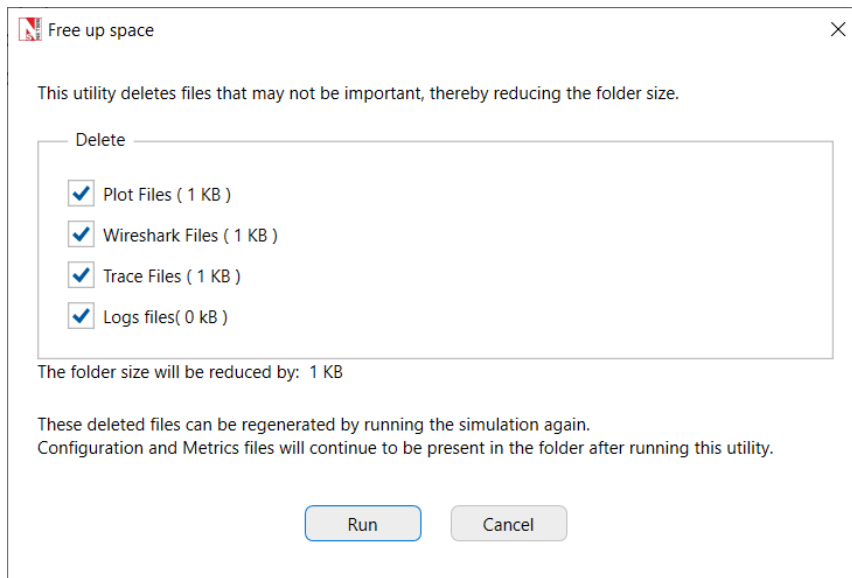 Free up space
This utility deletes files that may not be important, thereby reducing the folder size.
Delete
Plot Files ( 1 KB )
Wireshark Files ( 1 KB )
Trace Files ( 1 KB )
Logs files( 0 kB )
The folder size will be reduced by:  1 KB
These deleted files can be regenerated by running the simulation again.
Configuration and Metrics files will continue to be present in the folder after running this utility.
Run
Cancel